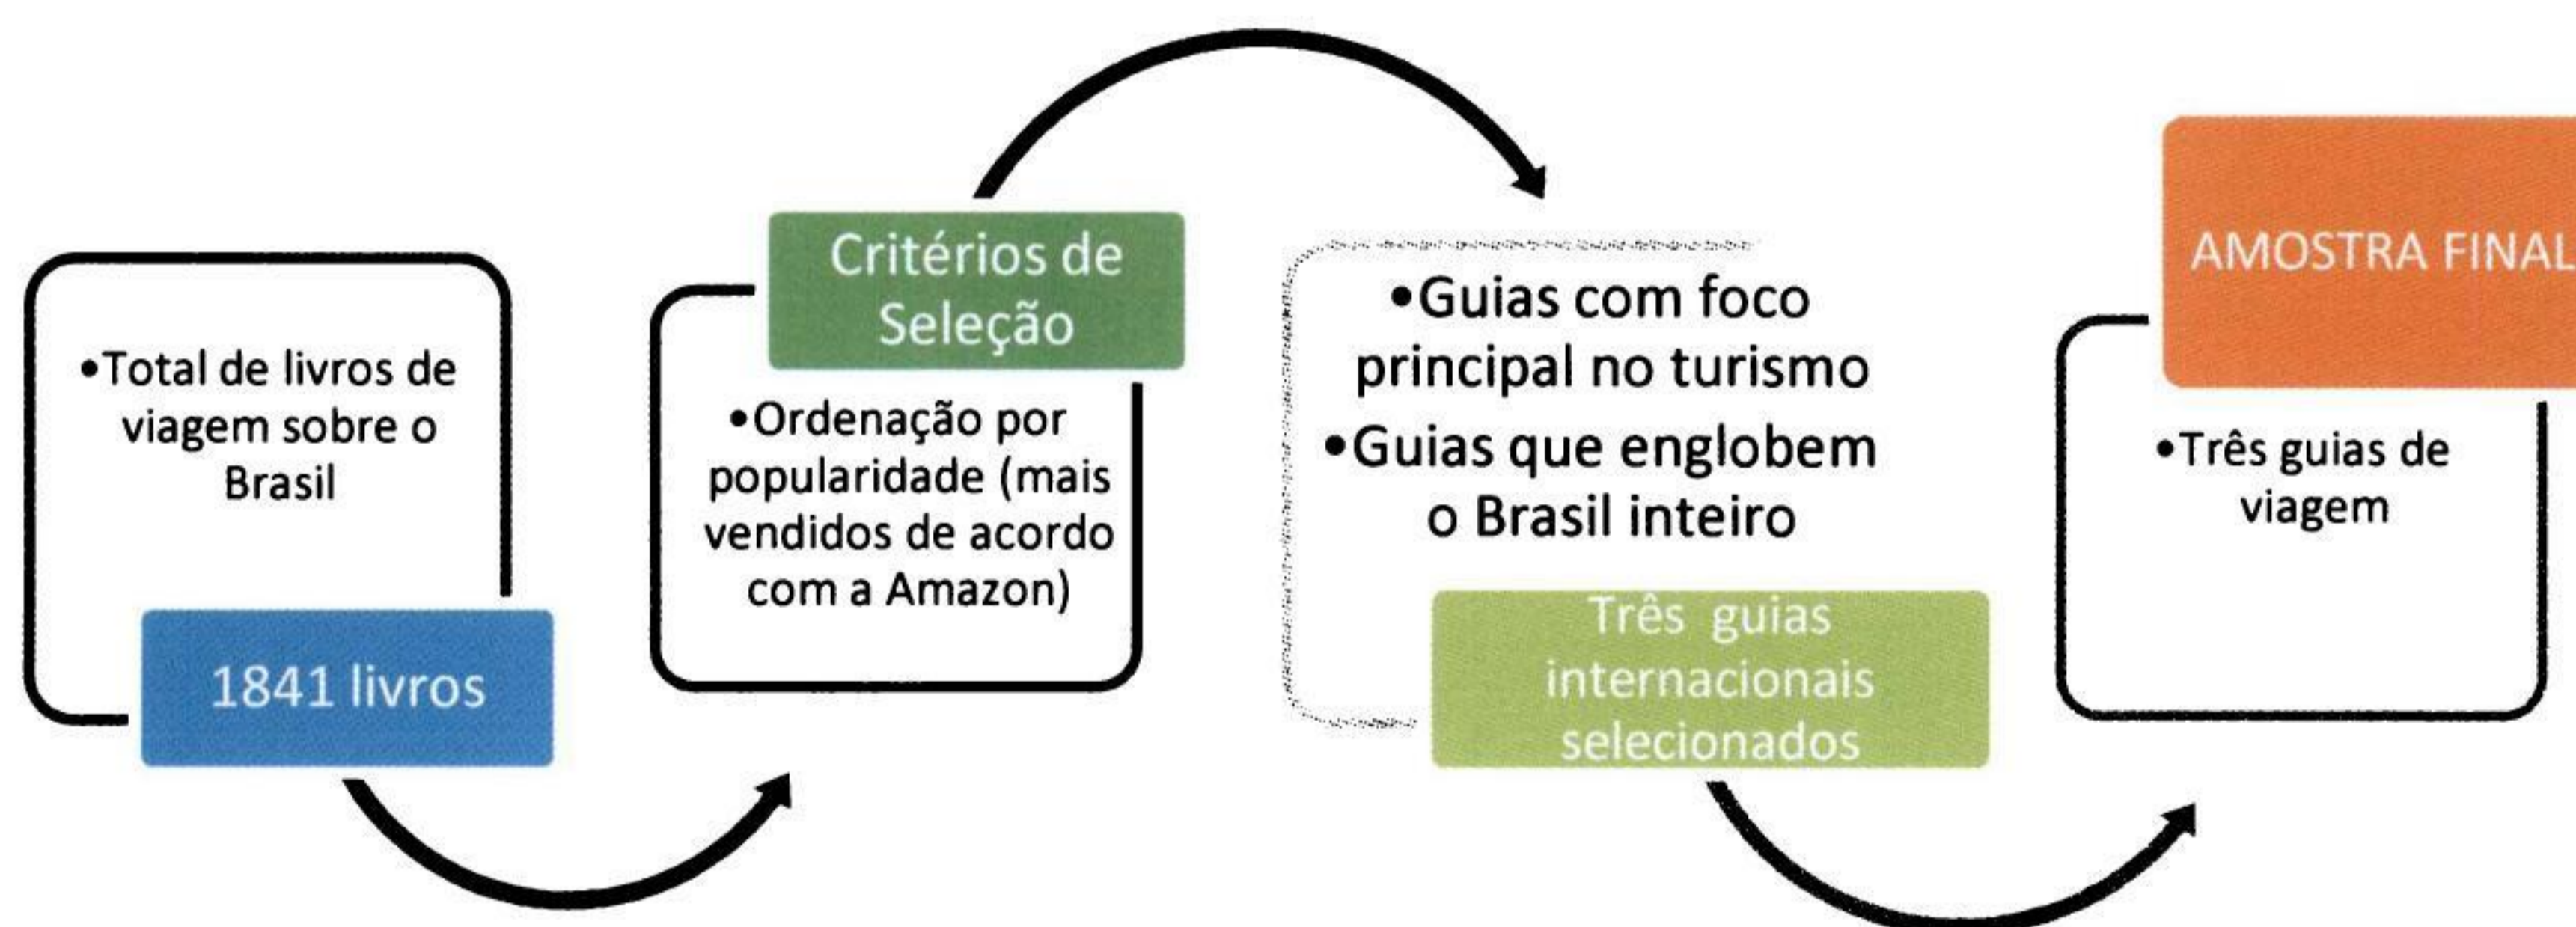 •Total de livros de
viagem sobre o
Brasil
1841 livros
Critérios de
Seleção
•Ordenação por
popularidade (mais
vendidos de acordo
com a Amazon)
•Guias com foco
principal no turismo
•Guias que englobem
o Brasil inteiro
Três guias
internacionais
selecionados
AMOSTRA FINAL
•Três guias de
viagem